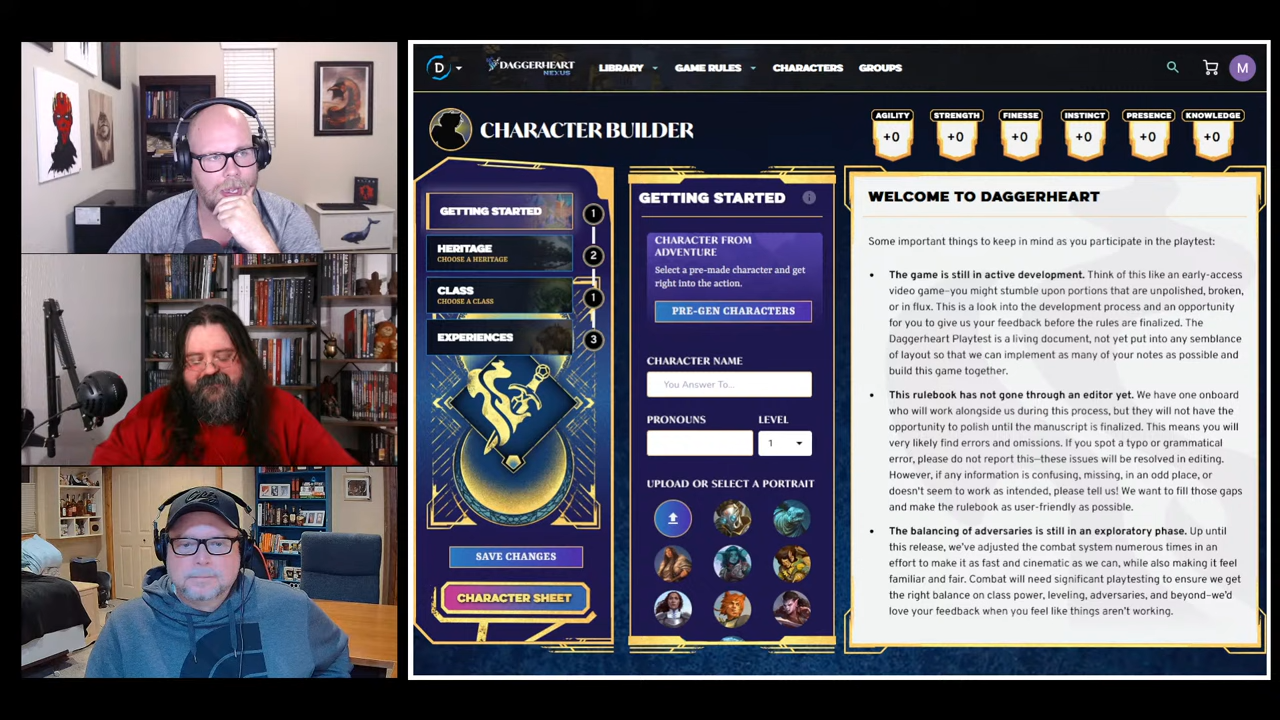 D
DAGGERHEART
NEXUS
LIBRARY
GAME RULES
CHARACTERS
GROUPS
M
CHARACTER BUILDER
AGILITY
STRENGTH
FINESSE
INSTINCT
PRESENCE
KNOWLEDGE
+0
+0
+0
+0
+0
+0
GETTING STARTED
1
HERITAGE
CHOOSE A HERITAGE
2
CLASS
CHOOSE A CLASS
1
EXPERIENCES
3
SAVE CHANGES
CHARACTER SHEET
GETTING STARTED
CHARACTER FROM
ADVENTURE
Select a pre-made character and get
right into the action.
PRE-GEN CHARACTERS
CHARACTER NAME
You Answer To...
PRONOUNS
LEVEL
1
UPLOAD OR SELECT A PORTRAIT
WELCOME TO DAGGERHEART
Some important things to keep in mind as you participate in the playtest:
• The game is still in active development. Think of this like an early-access
video game—you might stumble upon portions that are unpolished, broken,
or in flux. This is a look into the development process and an opportunity
for you to give us your feedback before the rules are finalized. The
Daggerheart Playtest is a living document, not yet put into any semblance
of layout so that we can implement as many of your notes as possible and
build this game together.
• This rulebook has not gone through an editor yet. We have one onboard
who will work alongside us during this process, but they will not have the
opportunity to polish until the manuscript is finalized. This means you will
very likely find errors and omissions. If you spot a typo or grammatical
error, please do not report this—these issues will be resolved in editing.
However, if any information is confusing, missing, in an odd place, or
doesn't seem to work as intended, please tell us! We want to fill those gaps
and make the rulebook as user-friendly as possible.
• The balancing of adversaries is still in an exploratory phase. Up until
this release, we've adjusted the combat system numerous times in an
effort to make it as fast and cinematic as we can, while also making it feel
familiar and fair. Combat will need significant playtesting to ensure we get
the right balance on class power, leveling, adversaries, and beyond—we'd
love your feedback when you feel like things aren't working.